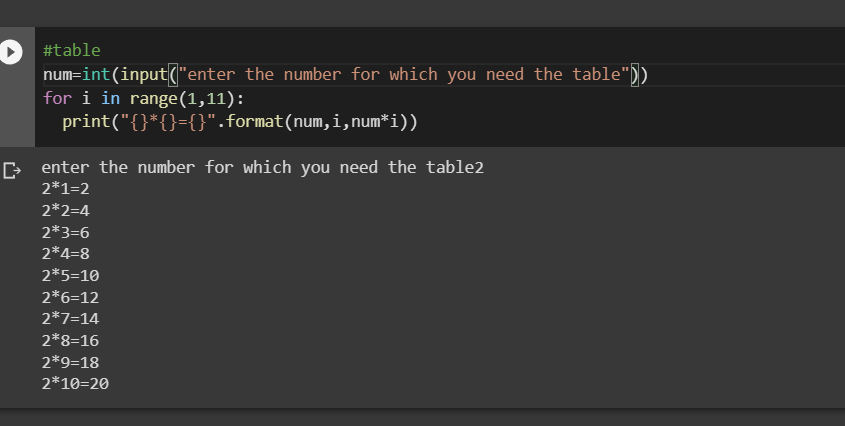 #table
num=int(input("enter the number for which you need the table"))
for i in range(1,11):
  print("{}*{}={}".format(num,i,num*i))
enter the number for which you need the table2
2*1=2
2*2=4
2*3=6
2*4=8
2*5=10
2*6=12
2*7=14
2*8=16
2*9=18
2*10=20